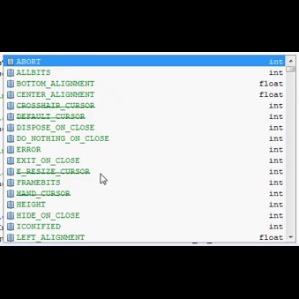 ABORT int
ALLBITS int
BOTTOM_ALIGNMENT float
CENTER_ALIGNMENT float
CROSSHAIR_CURSOR int
DEFAULT_CURSOR int
DISPOSE_ON_CLOSE int
DO_NOTHING_ON_CLOSE int
ERROR int
EXIT_ON_CLOSE int
E_RESIZE_CURSOR int
FRAMEBITS int
HAND_CURSOR int
HEIGHT int
HIDE_ON_CLOSE int
ICONIFIED int
LEFT_ALIGNMENT float